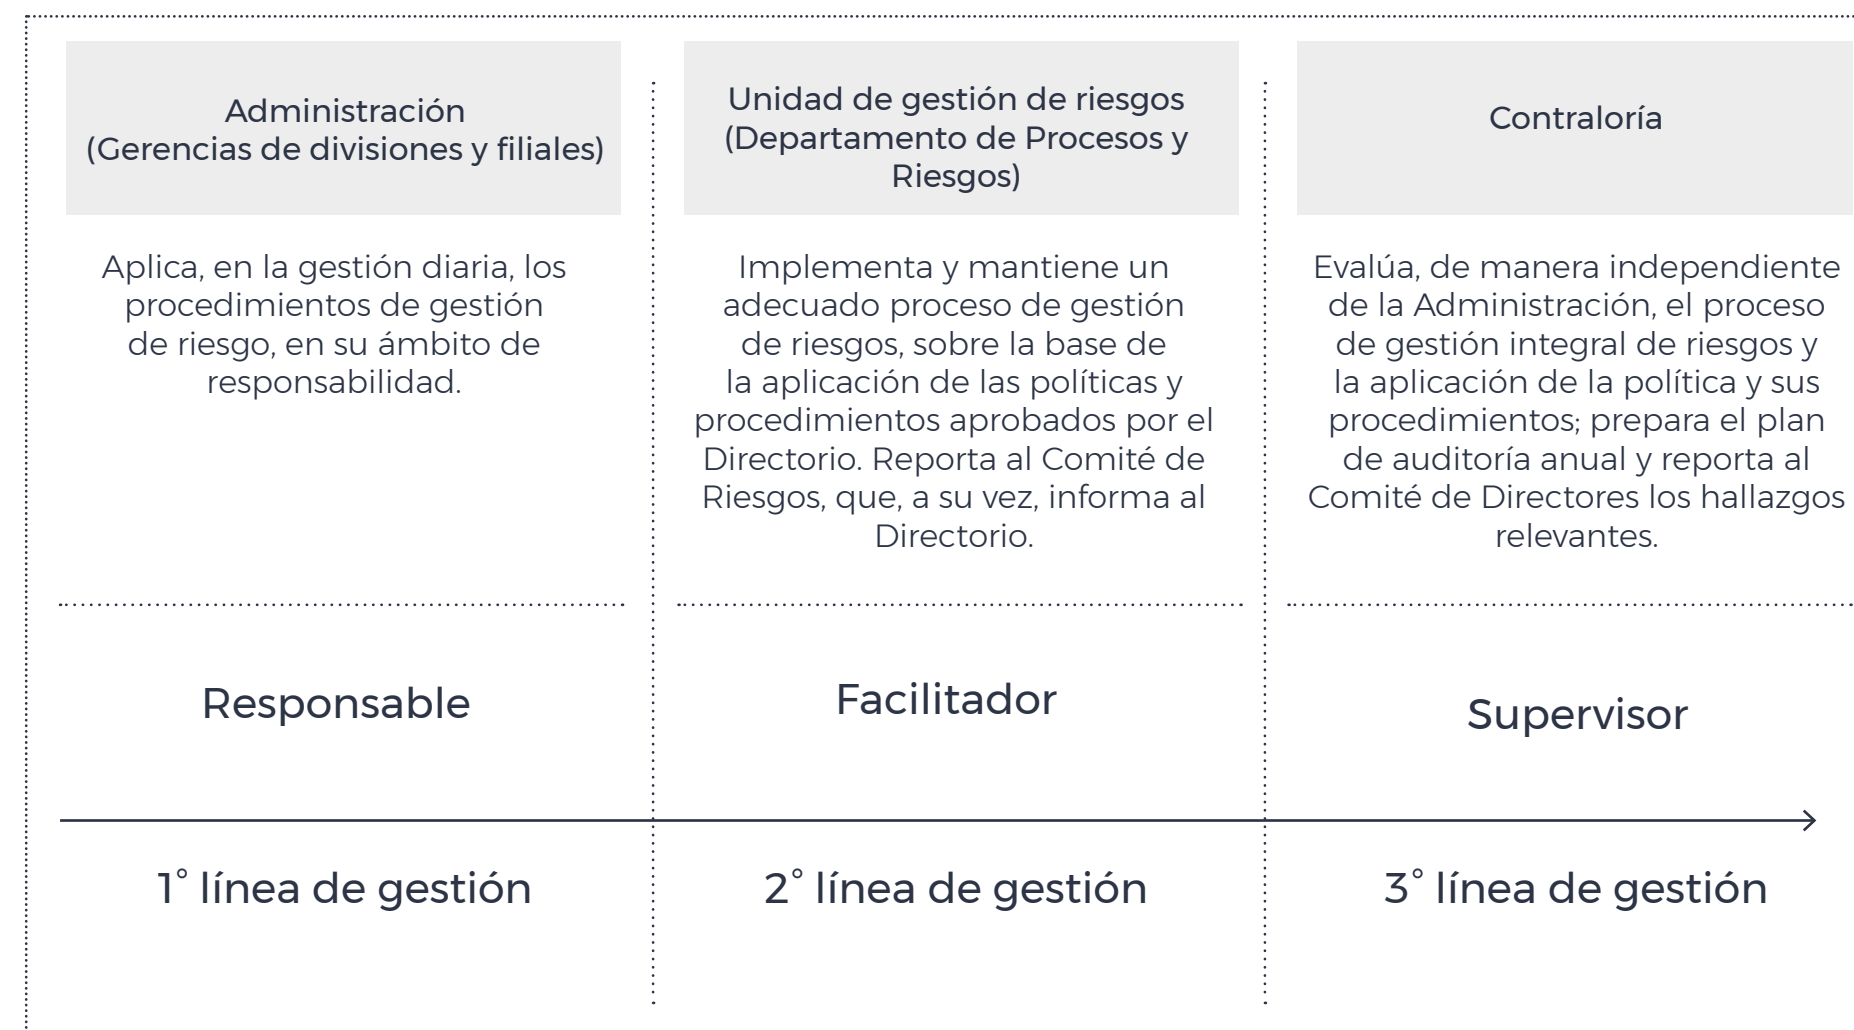 Administración
(Gerencias de divisiones y filiales)
Aplica, en la gestión diaria, los
procedimientos de gestión
de riesgo, en su ámbito de
responsabilidad.
Responsable
1° línea de gestión
Unidad de gestión de riesgos
(Departamento de Procesos y
Riesgos)
Implementa y mantiene un
adecuado proceso de gestión
de riesgos, sobre la base de
la aplicación de las políticas y
procedimientos aprobados por el
Directorio. Reporta al Comité de
Riesgos, que, a su vez, informa al
Directorio.
Facilitador
2° línea de gestión
Contraloría
Evalúa, de manera independiente
de la Administración, el proceso
de gestión integral de riesgos y
la aplicación de la política y sus
procedimientos; prepara el plan
de auditoría anual y reporta al
Comité de Directores los hallazgos
relevantes.
Supervisor
3° línea de gestión